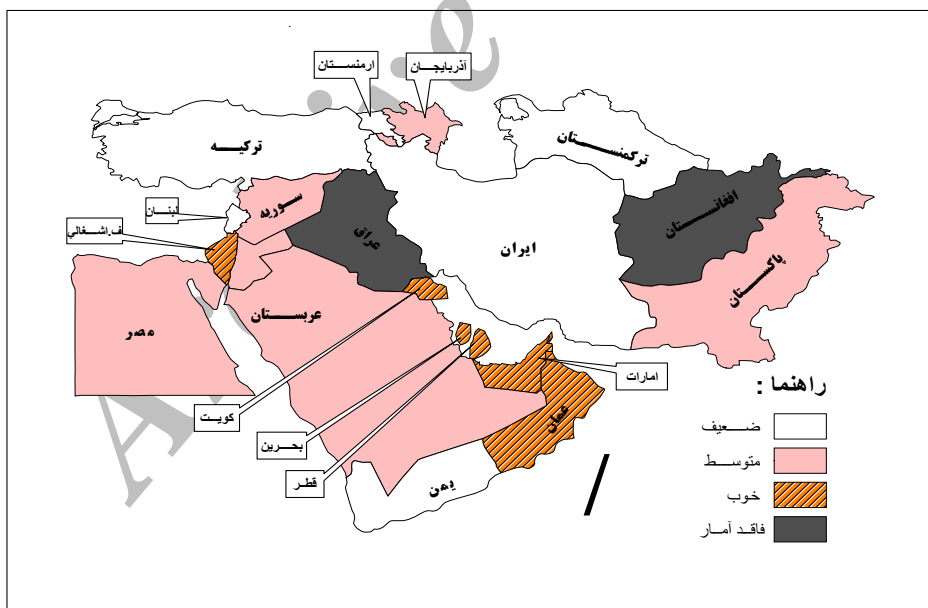 ارمنستان
آذربایجان
ترکیه
ترکمنستان
افغانستان
سوریه
لبنان
ف.اشغالي
عراق
ایران
پاکستان
مصر
عربستان
امارات
کویت
بحرین
قطر
عمان
یمن
راهنما :
ضعیف
متوسط
خوب
فاقد آمار
/